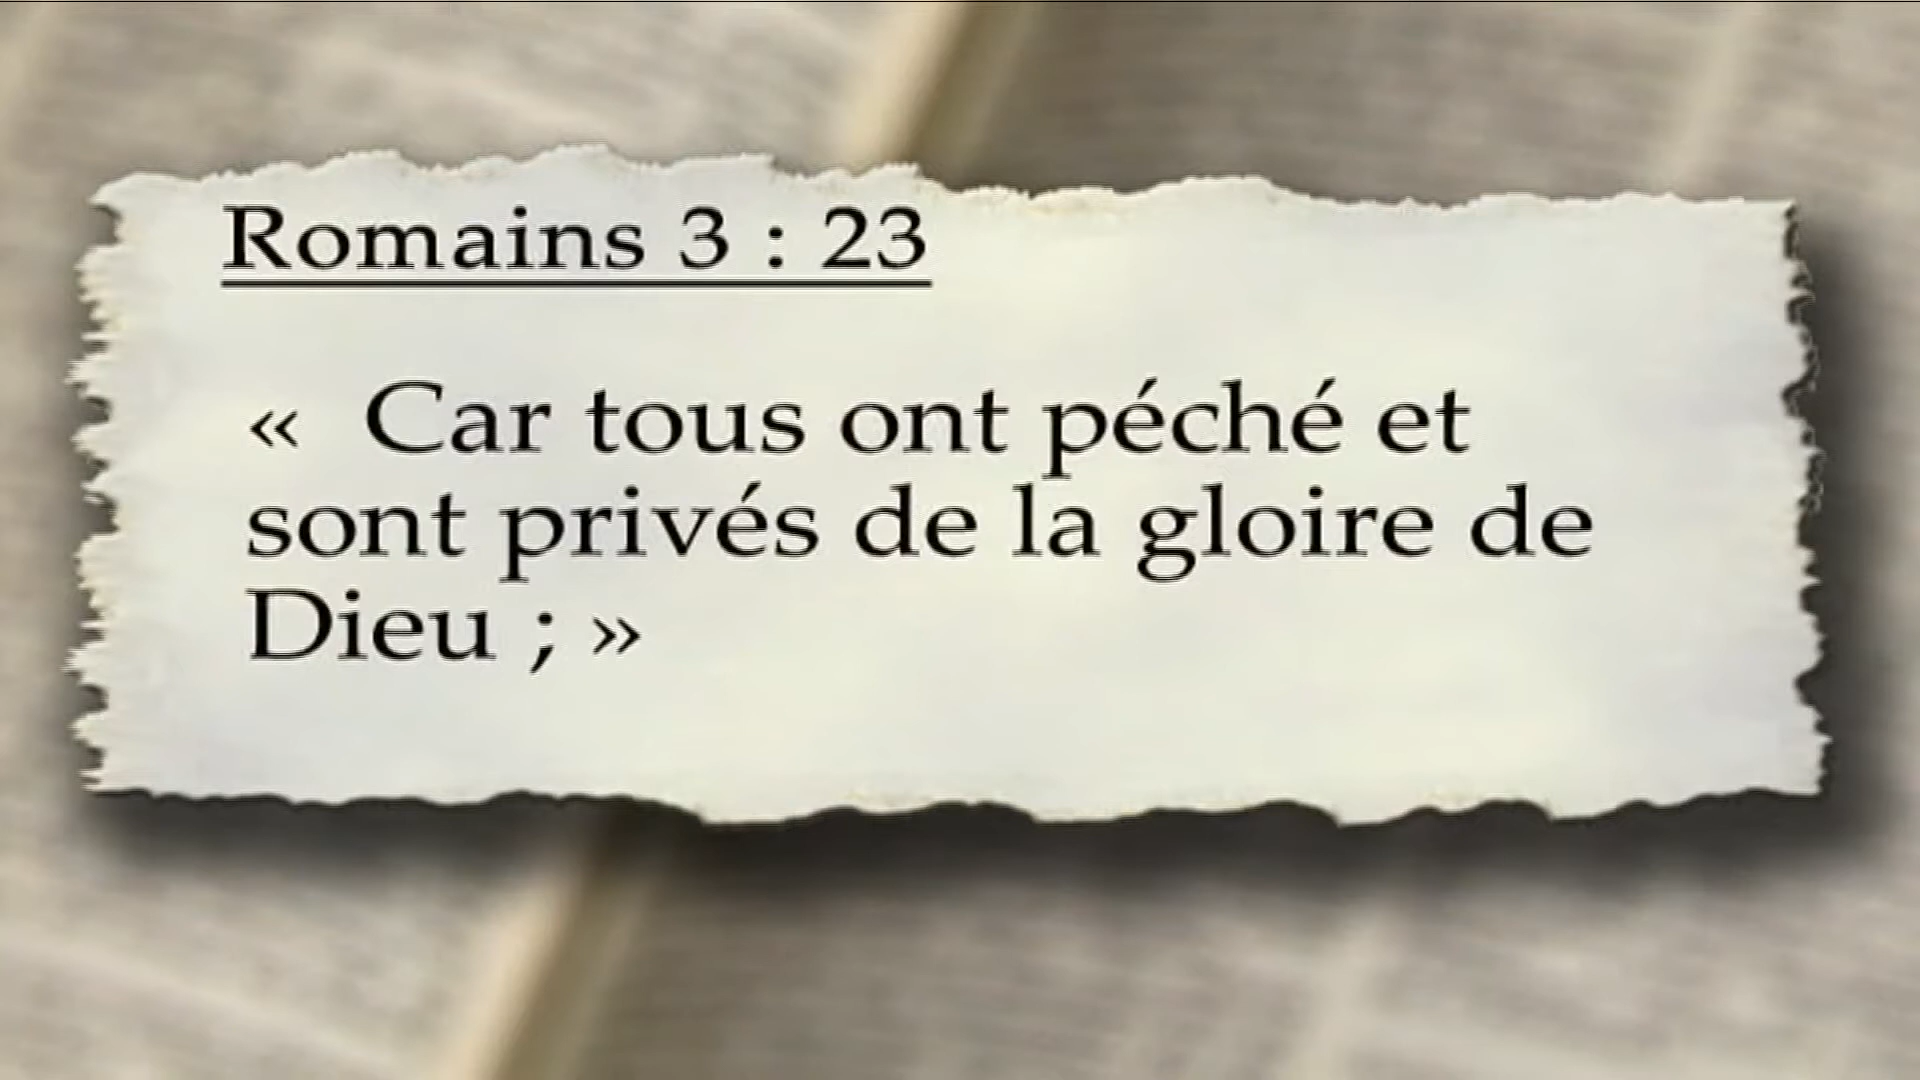 Romains 3 : 23
« Car tous ont péché et
sont privés de la gloire de
Dieu ; »